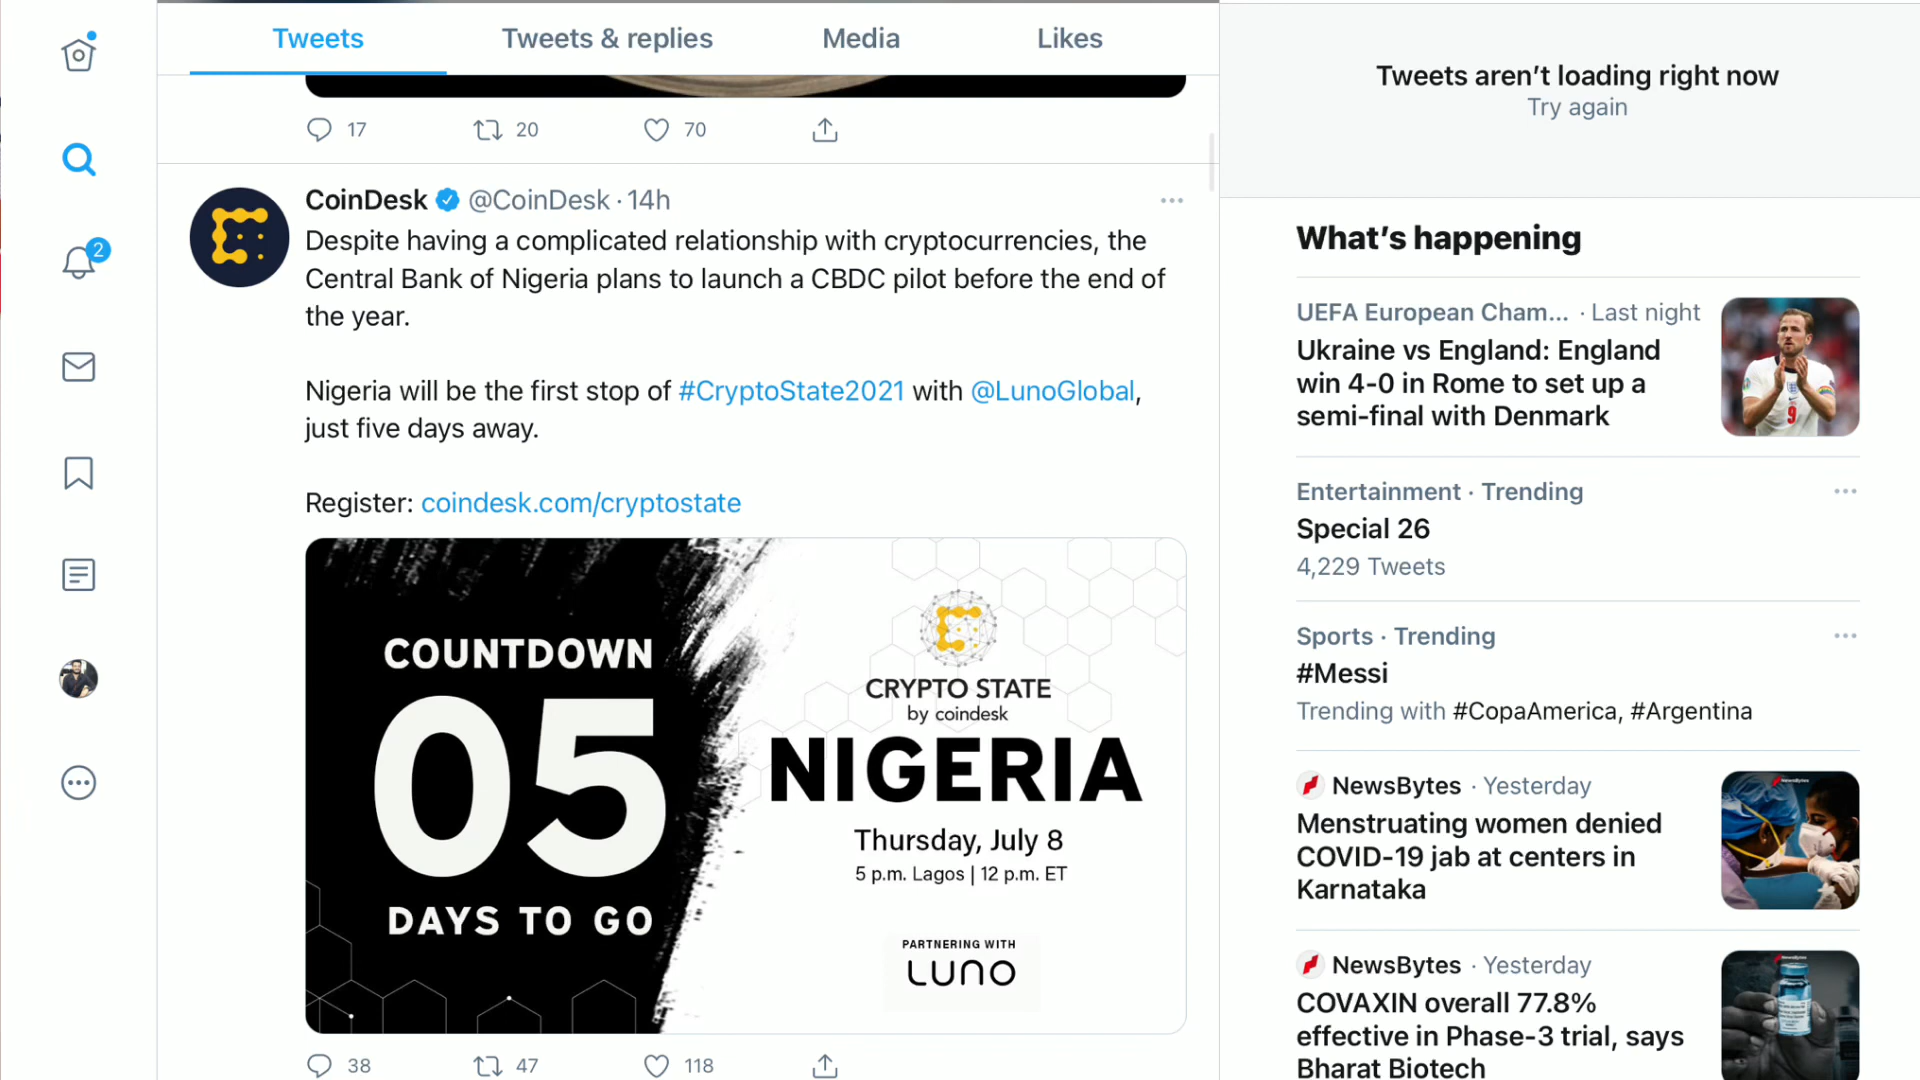 Tweets
Tweets & replies
Media
Likes
17
20
70
2
CoinDesk @CoinDesk · 14h
Despite having a complicated relationship with cryptocurrencies, the
Central Bank of Nigeria plans to launch a CBDC pilot before the end of
the year.
Nigeria will be the first stop of #CryptoState2021 with @LunoGlobal,
just five days away.
Register: coindesk.com/cryptostate
COUNTDOWN
05
DAYS TO GO
CRYPTO STATE
by coindesk
NIGERIA
Thursday, July 8
5 p.m. Lagos | 12 p.m. ET
PARTNERING WITH
LUNO
38
47
118
Tweets aren’t loading right now
Try again
What’s happening
UEFA European Cham... · Last night
Ukraine vs England: England
win 4-0 in Rome to set up a
semi-final with Denmark
9
Entertainment · Trending
Special 26
4,229 Tweets
Sports · Trending
#Messi
Trending with #CopaAmerica, #Argentina
NewsBytes · Yesterday
Menstruating women denied
COVID-19 jab at centers in
Karnataka
NewsBytes
NewsBytes · Yesterday
COVAXIN overall 77.8%
effective in Phase-3 trial, says
Bharat Biotech
NewsBytes